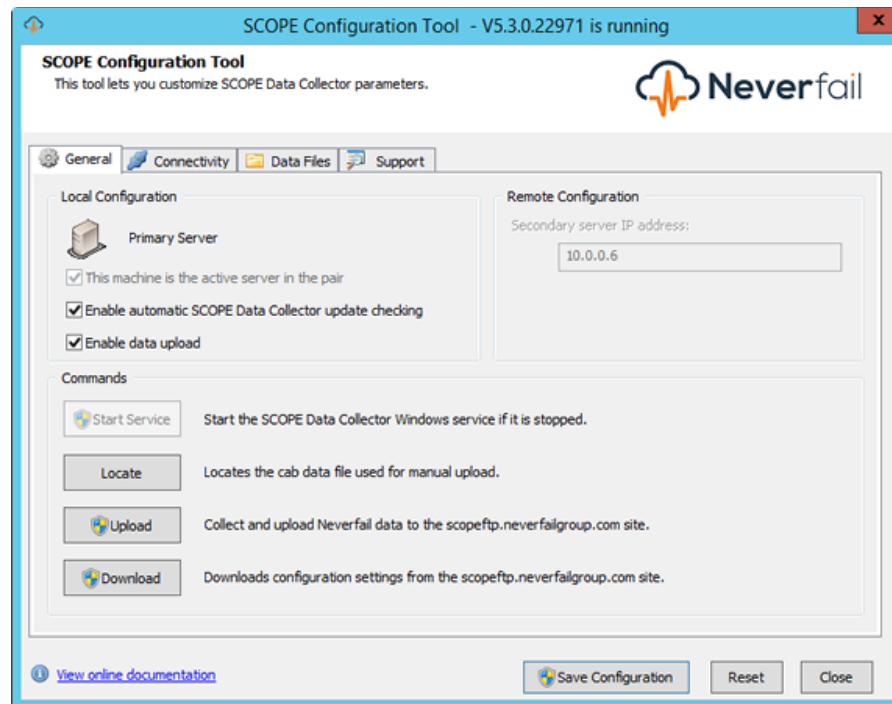 SCOPE Configuration Tool - V5.3.0.22971 is running
x
SCOPE Configuration Tool
This tool lets you customize SCOPE Data Collector parameters.
Neverfail
General
Connectivity
Data Files
Support
Local Configuration
Primary Server
This machine is the active server in the pair
Enable automatic SCOPE Data Collector update checking
Enable data upload
Remote Configuration
Secondary server IP address:
10.0.0.6
Commands
Start Service
Start the SCOPE Data Collector Windows service if it is stopped.
Locate
Locates the cab data file used for manual upload.
Upload
Collect and upload Neverfail data to the scopeftp.neverfailgroup.com site.
Download
Downloads configuration settings from the scopeftp.neverfailgroup.com site.
View online documentation
Save Configuration
Reset
Close